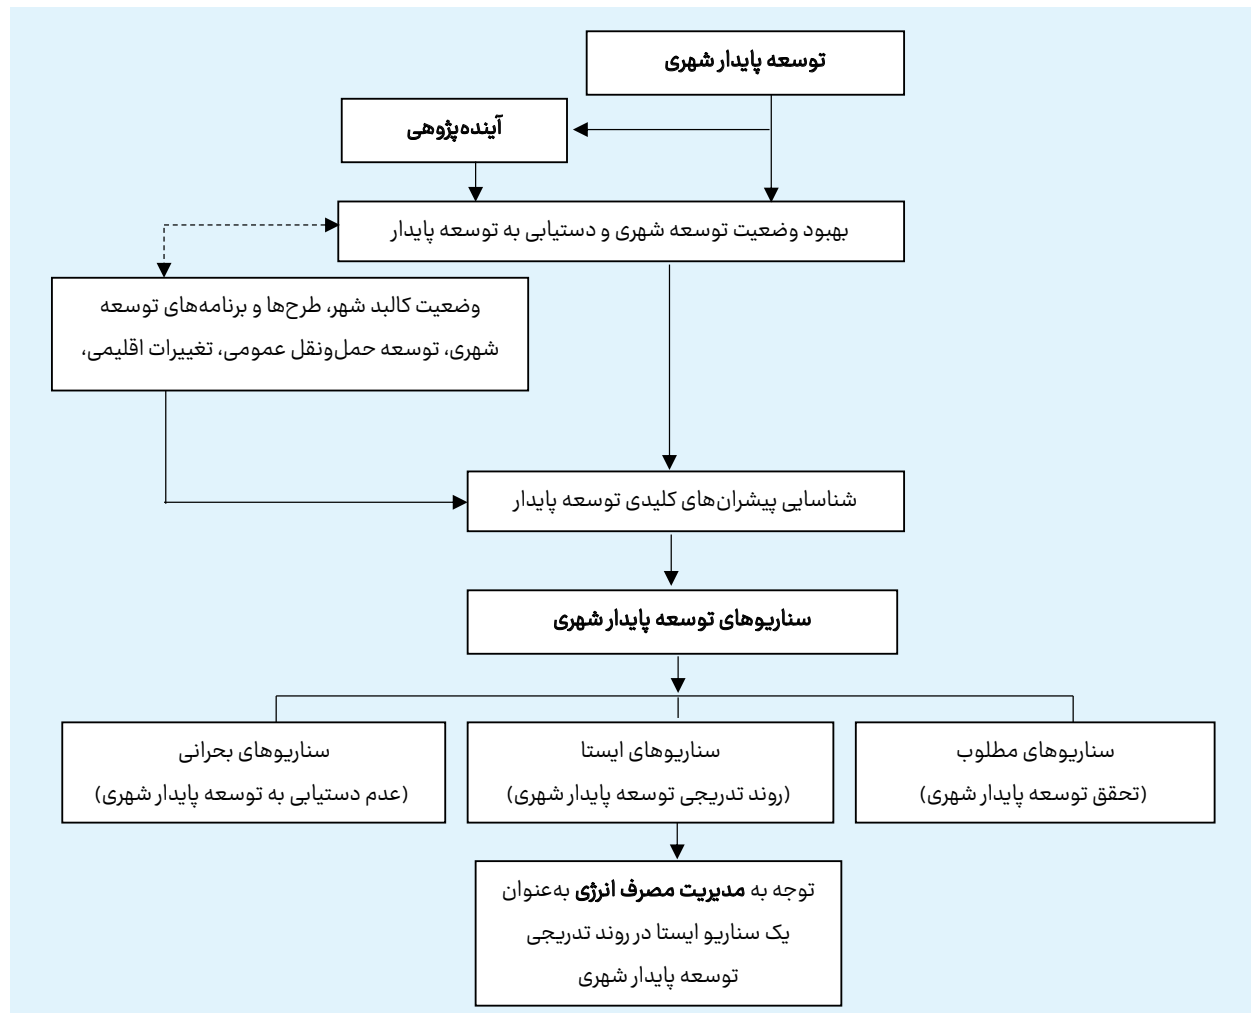 توسعه پایدار شهری
آینده‌پژوهی
بهبود وضعیت توسعه شهری و دستیابی به توسعه پایدار
وضعیت کالبد شهر، طرح‌ها و برنامه‌های توسعه
شهری، توسعه حمل‌ونقل عمومی، تغییرات اقلیمی،
شناسایی پیشران‌های کلیدی توسعه پایدار
سناریوهای توسعه پایدار شهری
سناریوهای مطلوب
(تحقق توسعه پایدار شهری)
سناریوهای ایستا
(روند تدریجی توسعه پایدار شهری)
سناریوهای بحرانی
(عدم دستیابی به توسعه پایدار شهری)
توجه به مدیریت مصرف انرژی به‌عنوان
یک سناریو ایستا در روند تدریجی
توسعه پایدار شهری